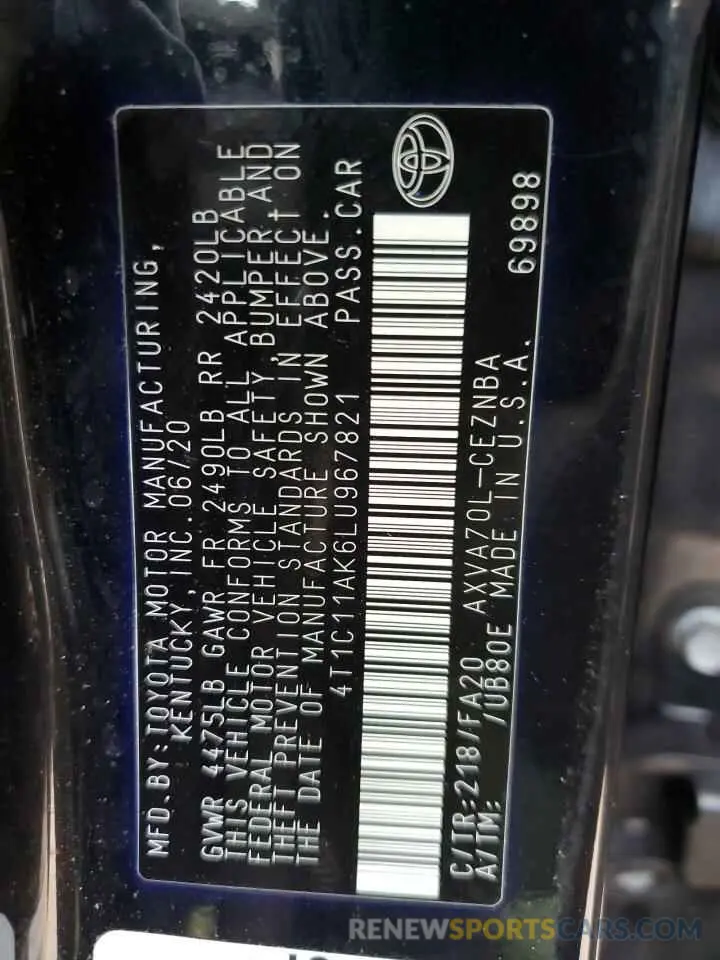 MFD.BY:TOYOTA MOTOR MANUFACTURING,
KENTUCKY,INC.06/20
GVWR 4475LB GAWR FR 2490LB RR 2420LB
THIS VEHICLE CONFORMS TO ALL APPLICABLE
FEDERAL MOTOR VEHICLE SAFETY,BUMPER,AND
THEFT PREVENTION STANDARDS IN EFFECT ON
THE DATE OF MANUFACTURE SHOWN ABOVE.
4T1C11AK6LU967821 PASS.CAR
C/TR:218/FA20 AXVA70L-CEZNBA
A/TM: /UB80E MADE IN U.S.A. 69898
RENEWSPORTSCARS.COM